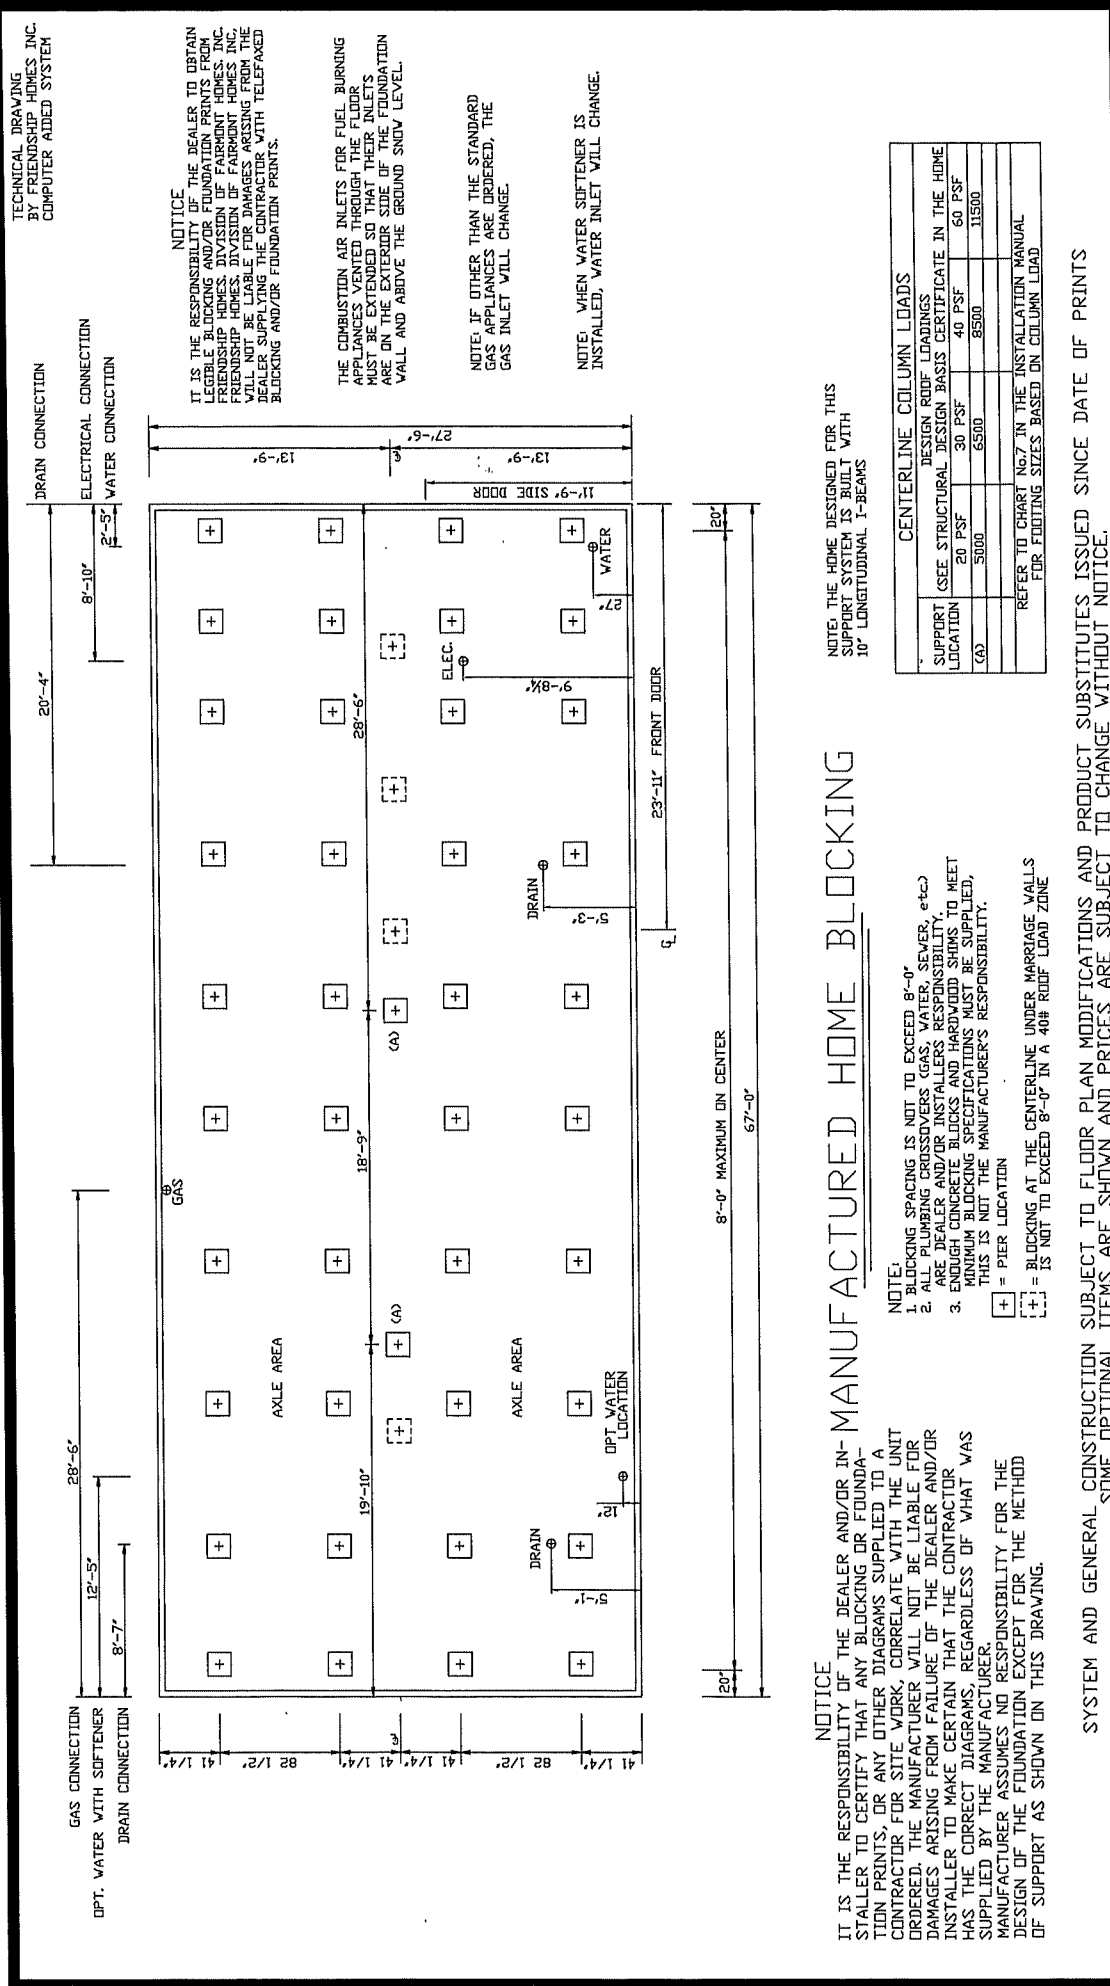 TECHNICAL DRAWING
BY FRIENDSHIP HOMES INC.
COMPUTER AIDED SYSTEM
GAS CONNECTION
OPT. WATER WITH SOFTENER
DRAIN CONNECTION
28'-6"
12'-5"
8'-7"
DRAIN CONNECTION
ELECTRICAL CONNECTION
WATER CONNECTION
20'-4"
8'-10"
2'-5"
NOTICE
IT IS THE RESPONSIBILITY OF THE DEALER TO OBTAIN
LEGIBLE BLOCKING AND/OR FOUNDATION PRINTS FROM
FRIENDSHIP HOMES, DIVISION OF FAIRMONT HOMES, INC.
FRIENDSHIP HOMES, DIVISION OF FAIRMONT HOMES INC,
WILL NOT BE LIABLE FOR DAMAGES ARISING FROM THE
DEALER SUPPLYING THE CONTRACTOR WITH TELEFAXED
BLOCKING AND/OR FOUNDATION PRINTS.
THE COMBUSTION AIR INLETS FOR FUEL BURNING
APPLIANCES VENTED THROUGH THE FLOOR
MUST BE EXTENDED SO THAT THEIR INLETS
ARE ON THE EXTERIOR SIDE OF THE FOUNDATION
WALL AND ABOVE THE GROUND SNOW LEVEL.
NOTE: IF OTHER THAN THE STANDARD
GAS APPLIANCES ARE ORDERED, THE
GAS INLET WILL CHANGE.
NOTE: WHEN WATER SOFTENER IS
INSTALLED, WATER INLET WILL CHANGE.
41 1/4"
82 1/2"
41 1/4"
41 1/4"
82 1/2"
41 1/4"
GAS
AXLE AREA
19'-10"
18'-9"
28'-6"
(A)
(A)
AXLE AREA
ELEC.
9'-8¼"
DRAIN
5'-1"
OPT WATER
LOCATION
12"
DRAIN
5'-3"
WATER
27"
13'-9"
13'-9"
27'-6"
11'-9" SIDE DOOR
23'-11" FRONT DOOR
20"
8'-0" MAXIMUM ON CENTER
20"
67'-0"
NOTICE
IT IS THE RESPONSIBILITY OF THE DEALER AND/OR IN-
STALLER TO CERTIFY THAT ANY BLOCKING OR FOUNDA-
TION PRINTS, OR ANY OTHER DIAGRAMS SUPPLIED TO A
CONTRACTOR FOR SITE WORK, CORRELATE WITH THE UNIT
ORDERED. THE MANUFACTURER WILL NOT BE LIABLE FOR
DAMAGES ARISING FROM FAILURE OF THE DEALER AND/OR
INSTALLER TO MAKE CERTAIN THAT THE CONTRACTOR
HAS THE CORRECT DIAGRAMS, REGARDLESS OF WHAT WAS
SUPPLIED BY THE MANUFACTURER.
MANUFACTURER ASSUMES NO RESPONSIBILITY FOR THE
DESIGN OF THE FOUNDATION EXCEPT FOR THE METHOD
OF SUPPORT AS SHOWN ON THIS DRAWING.
MANUFACTURED HOME BLOCKING
NOTE:
1. BLOCKING SPACING IS NOT TO EXCEED 8'-0"
2. ALL PLUMBING CROSSOVERS (GAS, WATER, SEWER, etc.)
ARE DEALER AND/OR INSTALLERS RESPONSIBILITY.
3. ENOUGH CONCRETE BLOCKS AND HARDWOOD SHIMS TO MEET
MINIMUM BLOCKING SPECIFICATIONS MUST BE SUPPLIED,
THIS IS NOT THE MANUFACTURER'S RESPONSIBILITY.
= PIER LOCATION
= BLOCKING AT THE CENTERLINE UNDER MARRIAGE WALLS
IS NOT TO EXCEED 8'-0" IN A 40# ROOF LOAD ZONE
NOTE: THE HOME DESIGNED FOR THIS
SUPPORT SYSTEM IS BUILT WITH
10" LONGITUDINAL I-BEAMS
CENTERLINE COLUMN LOADS
SUPPORT LOCATION
DESIGN ROOF LOADINGS
(SEE STRUCTURAL DESIGN BASIS CERTIFICATE IN THE HOME
20 PSF 30 PSF 40 PSF 60 PSF
(A) 5000 6500 8500 11500
REFER TO CHART No.7 IN THE INSTALLATION MANUAL
FOR FOOTING SIZES BASED ON COLUMN LOAD
SYSTEM AND GENERAL CONSTRUCTION SUBJECT TO FLOOR PLAN MODIFICATIONS AND PRODUCT SUBSTITUTES ISSUED SINCE DATE OF PRINTS
SOME OPTIONAL ITEMS ARE SHOWN AND PRICES ARE SUBJECT TO CHANGE WITHOUT NOTICE.